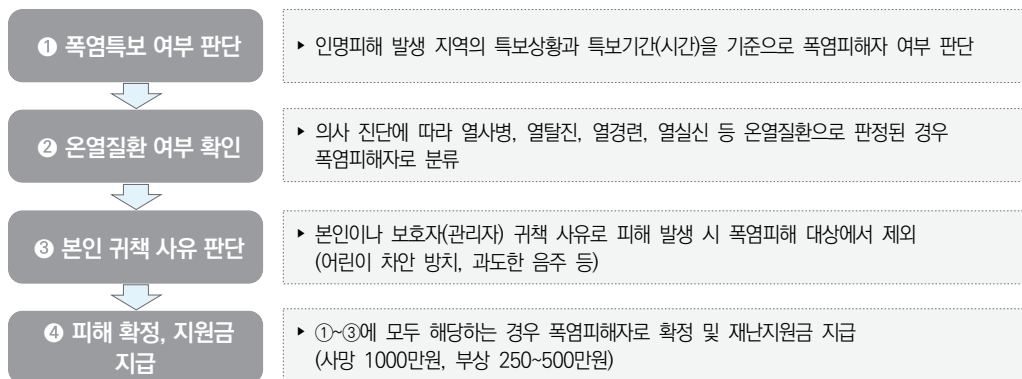 ❶ 폭염특보 여부 판단
▸ 인명피해 발생 지역의 특보상황과 특보기간(시간)을 기준으로 폭염피해자 여부 판단
❷ 온열질환 여부 확인
▸ 의사 진단에 따라 열사병, 열탈진, 열경련, 열실신 등 온열질환으로 판정된 경우
폭염피해자로 분류
❸ 본인 귀책 사유 판단
▸ 본인이나 보호자(관리자) 귀책 사유로 피해 발생 시 폭염피해 대상에서 제외
(어린이 차안 방치, 과도한 음주 등)
❹ 피해 확정, 지원금
지급
▸ ①~③에 모두 해당하는 경우 폭염피해자로 확정 및 재난지원금 지급
(사망 1000만원, 부상 250~500만원)